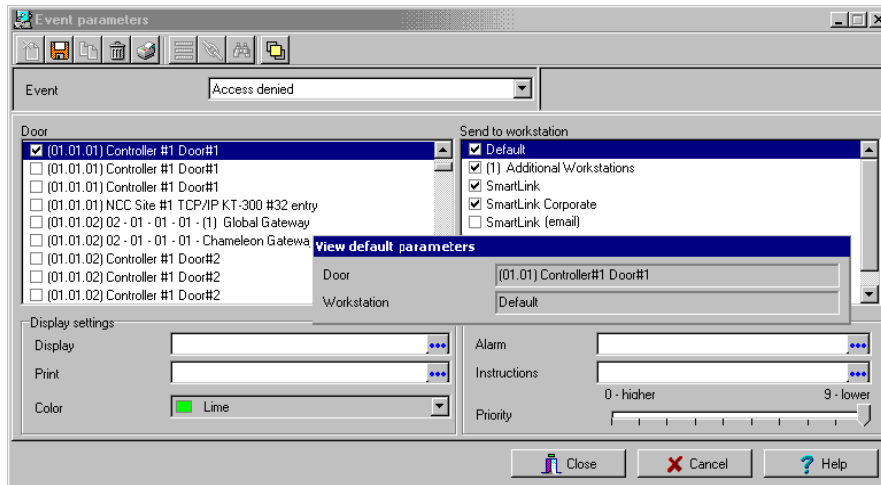 Event parameters
Event
Access denied
Door
(01.01.01) Controller #1 Door#1
(01.01.01) Controller #1 Door#1
(01.01.01) Controller #1 Door#1
(01.01.01) NCC Site #1 TCP/IP KT-300 #32 entry
(01.01.02) 02 - 01 - 01 - 01 - (1) Global Gateway
(01.01.02) 02 - 01 - 01 - 01 - Chameleon Gatewa
(01.01.02) Controller #1 Door#2
(01.01.02) Controller #1 Door#2
(01.01.02) Controller #1 Door#2
Send to workstation
Default
(1) Additional Workstations
SmartLink
SmartLink Corporate
SmartLink (email)
View default parameters
Door
(01.01) Controller#1 Door#1
Workstation
Default
Display settings
Display
Print
Color
Lime
Alarm
Instructions
0 - higher
9 - lower
Priority
Close
Cancel
Help